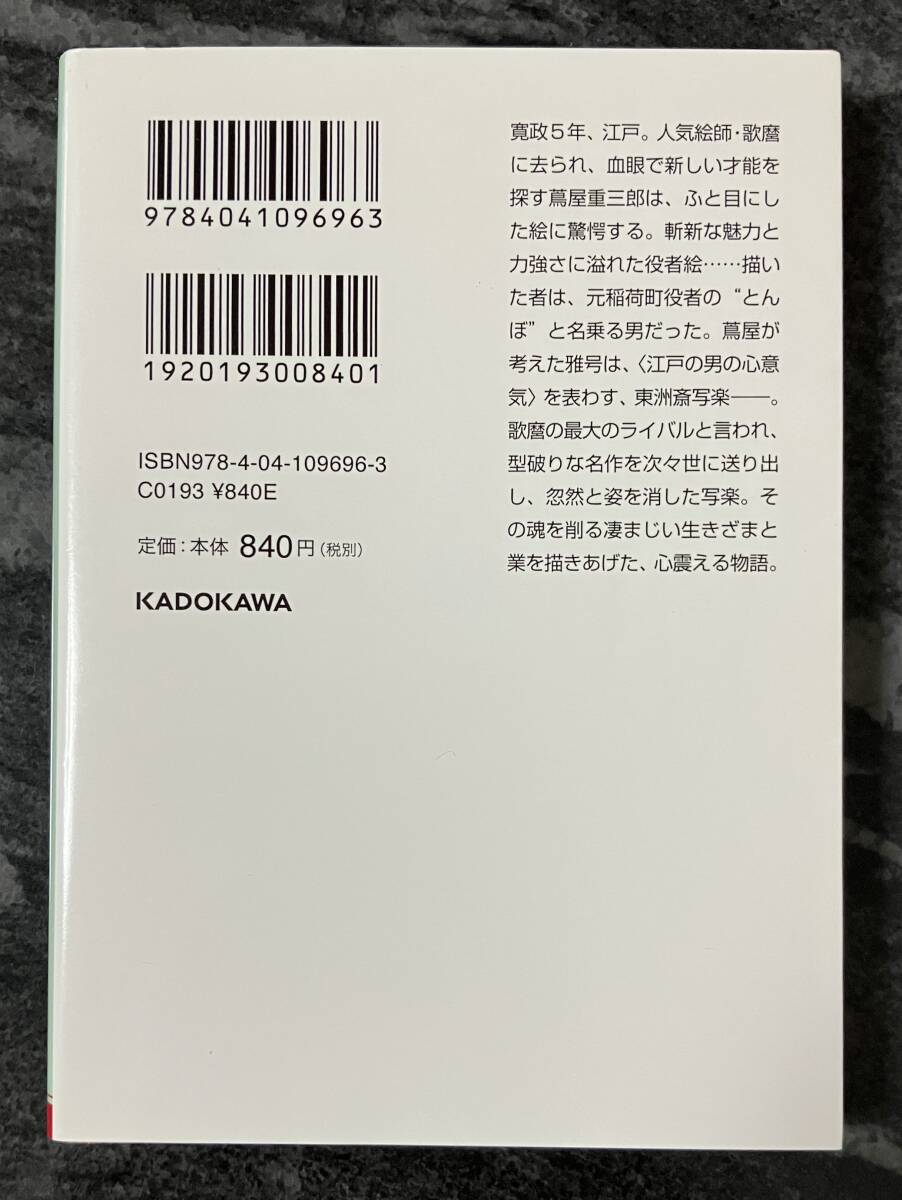 9784041096963
1920193008401
ISBN978-4-04-109696-3
C0193 ¥840E
定価：本体 840円（税別）
KADOKAWA
寛政５年、江戸。人気絵師・歌麿
に去られ、血眼で新しい才能を
探す蔦屋重三郎は、ふと目にし
た絵に驚愕する。斬新な魅力と
力強さに溢れた役者絵……描い
た者は、元稲荷町役者の“とん
ぼ”と名乗る男だった。蔦屋が
考えた雅号は、〈江戸の男の心意
気〉を表わす、東洲斎写楽――。
歌麿の最大のライバルと言われ、
型破りな名作を次々世に送り出
し、忽然と姿を消した写楽。そ
の魂を削る凄まじい生きざまと
業を描きあげた、心震える物語。